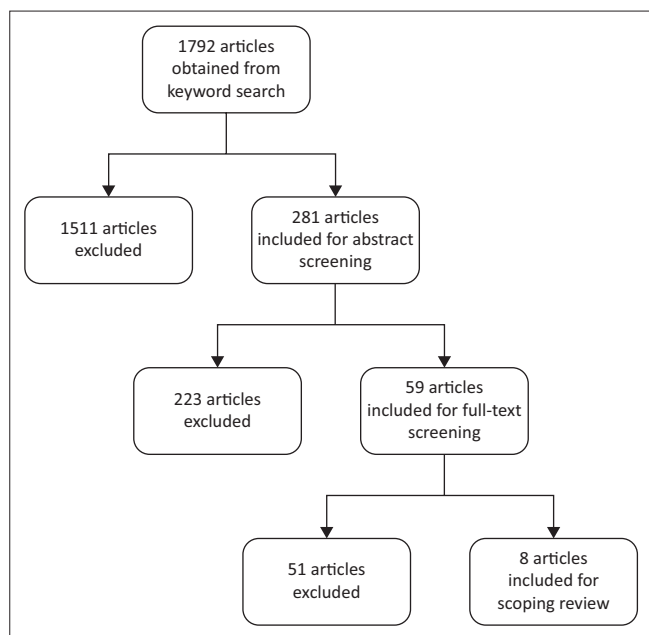 1792 articles
obtained from
keyword search
1511 articles
excluded
281 articles
included for abstract
screening
223 articles
excluded
59 articles
included for full-text
screening
51 articles
excluded
8 articles
included for
scoping review